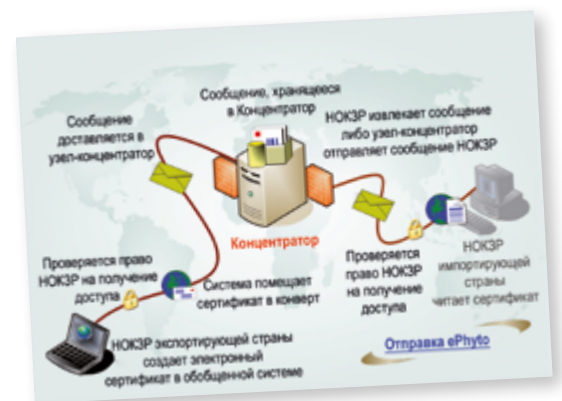 Сообщение, хранящееся
в Концентратор
Сообщение
доставляется в
узел-концентратор
НОКЗР извлекает сообщение
либо узел-концентратор
отправляет сообщение НОКЗР
Концентратор
Проверяется право
НОКЗР на получение
доступа
Система помещает
сертификат в конверт
Проверяется
право НОКЗР
на получение
доступа
НОКЗР
импортирующей
страны
читает сертификат
НОКЗР экспортирующей страны
создает электронный
сертификат в обобщенной системе
Отправка ePhyto